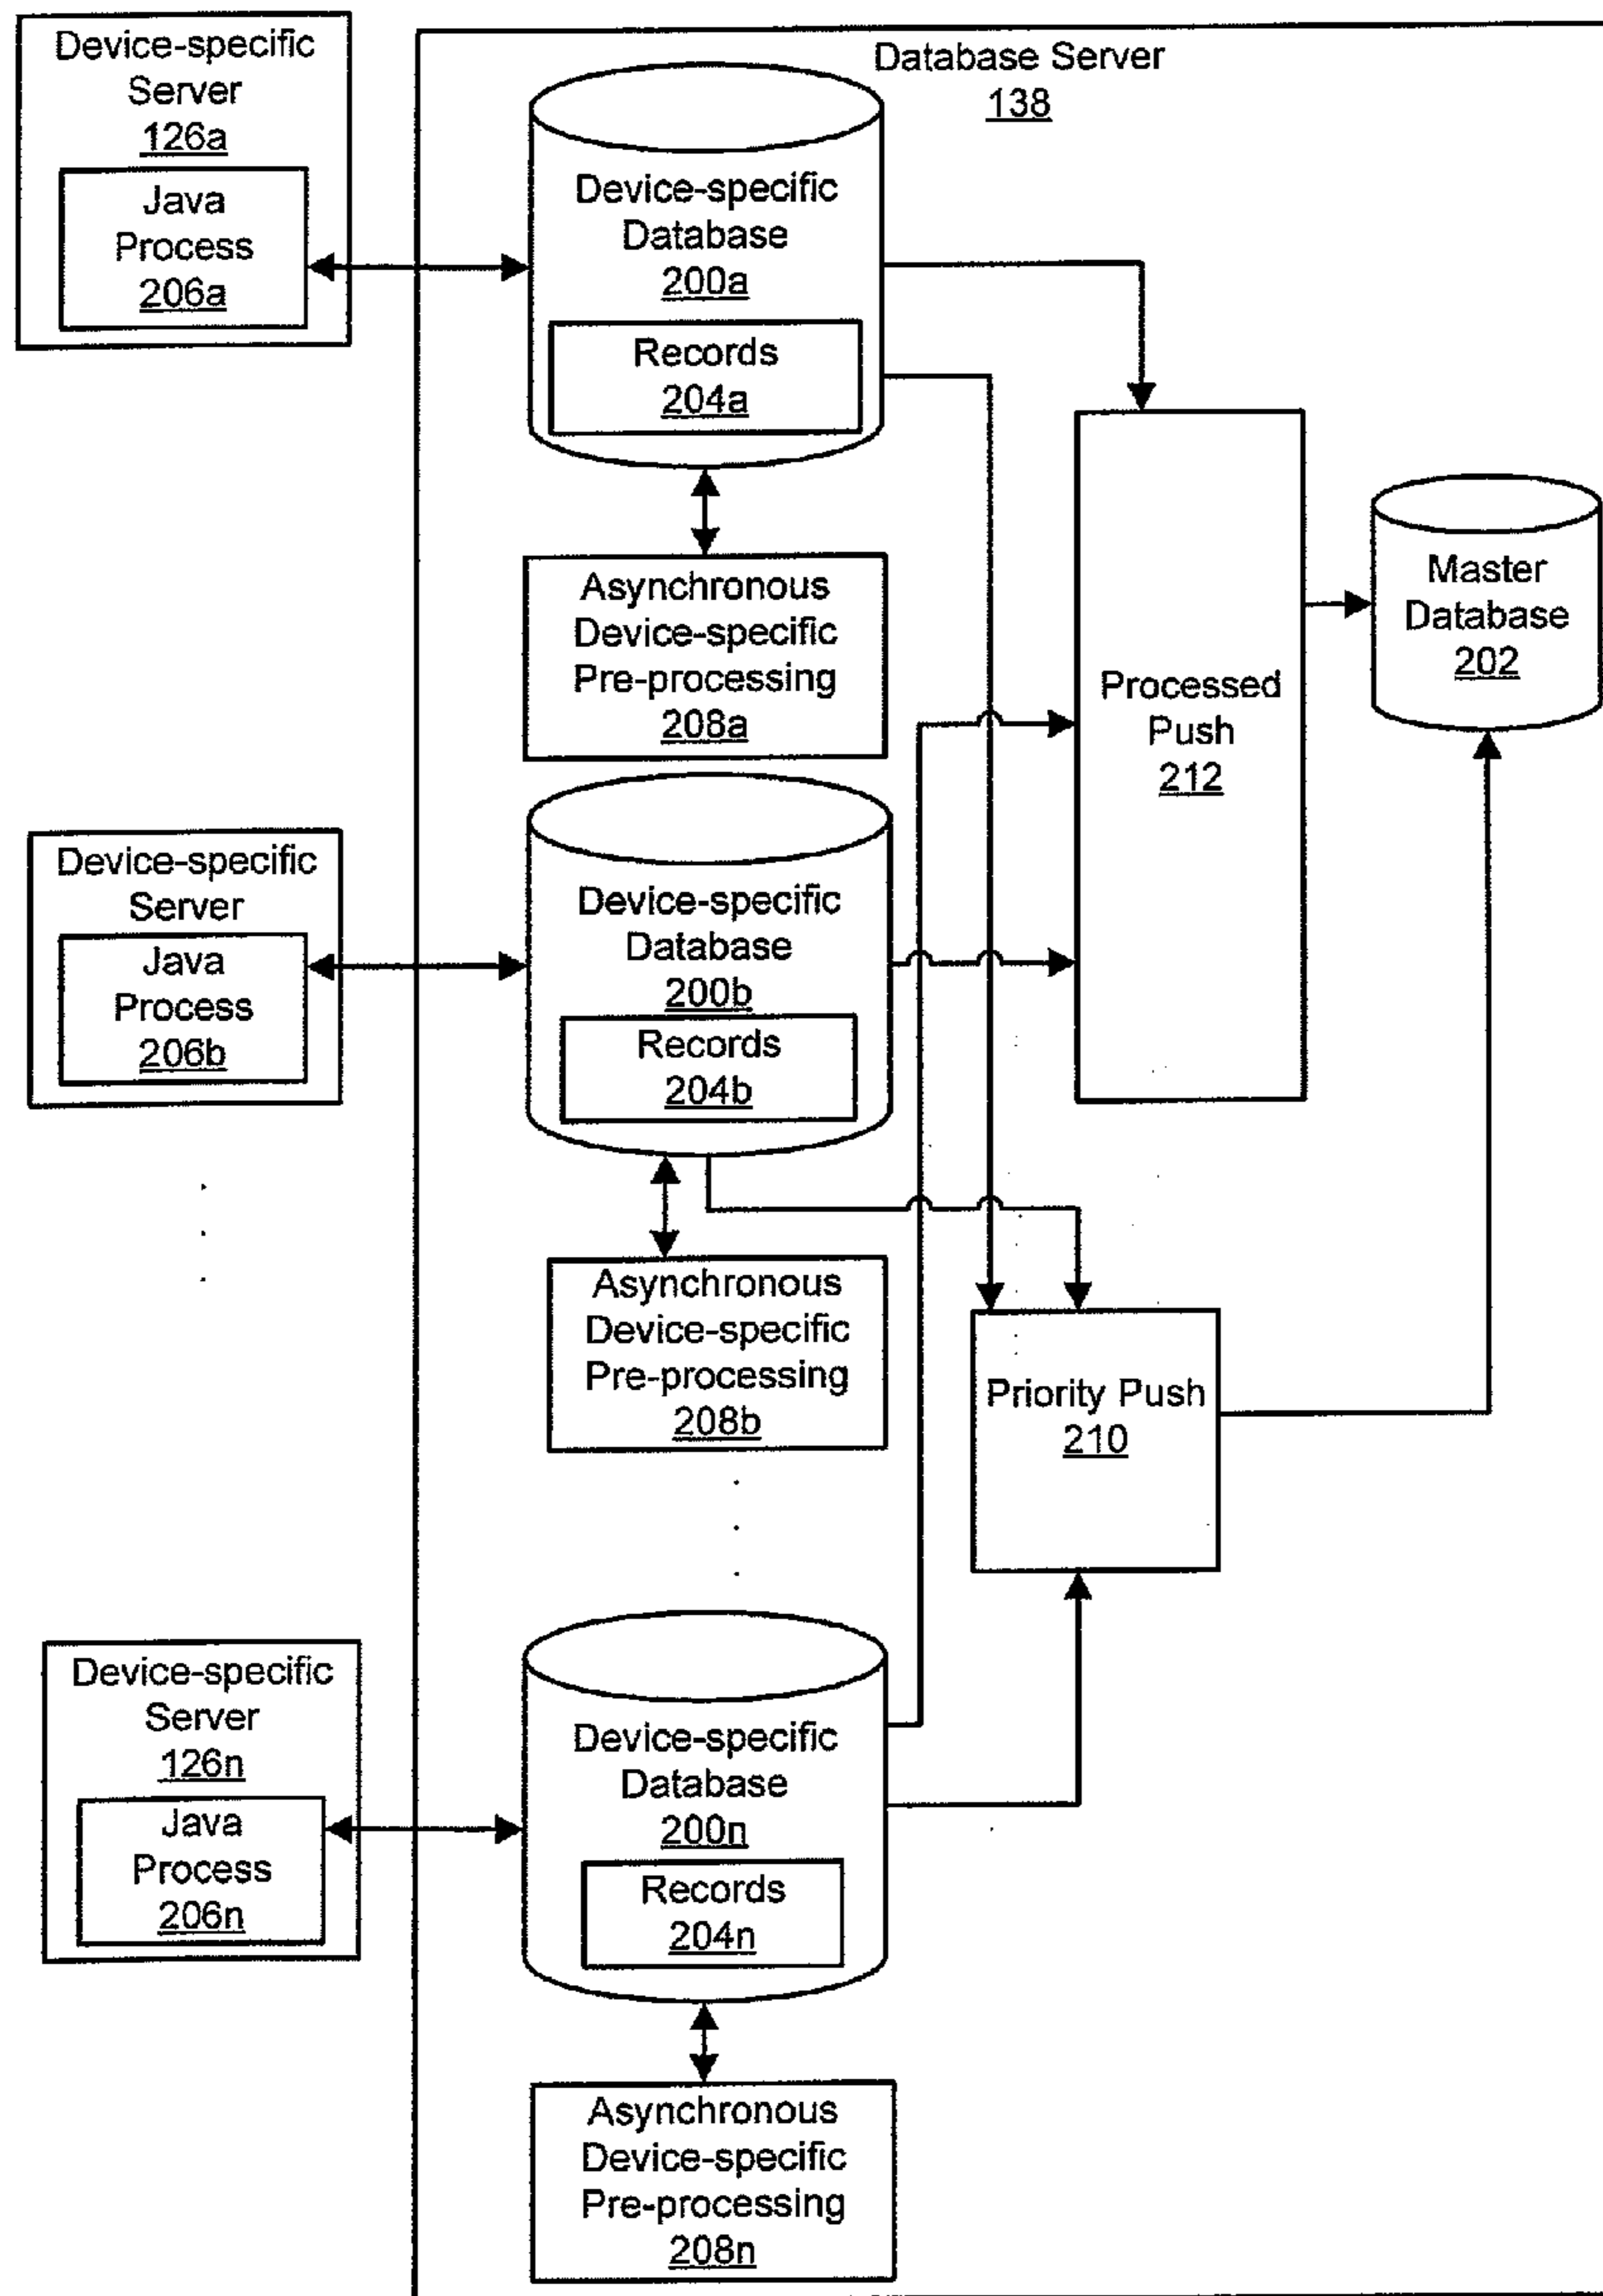 Device-specific
Server
126a
Java
Process
206a
Database Server
138
Device-specific
Database
200a
Records
204a
Asynchronous
Device-specific
Pre-processing
208a
Processed
Push
212
Master
Database
202
Device-specific
Server
Java
Process
206b
Device-specific
Database
200b
Records
204b
Asynchronous
Device-specific
Pre-processing
208b
Priority Push
210
Device-specific
Server
126n
Java
Process
206n
Device-specific
Database
200n
Records
204n
Asynchronous
Device-specific
Pre-processing
208n